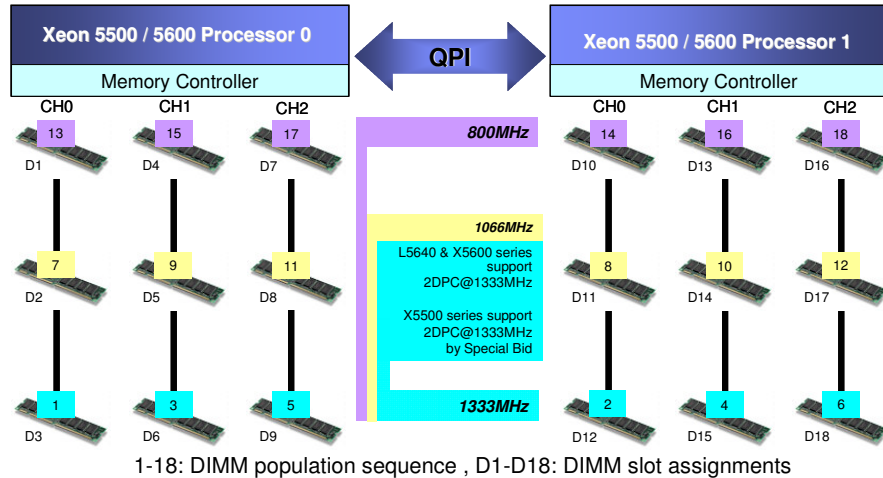 Xeon 5500 / 5600 Processor 0
QPI
Xeon 5500 / 5600 Processor 1
Memory Controller
Memory Controller
CH0 CH1 CH2
CH0 CH1 CH2
13 15 17
800MHz
14 16 18
D1 D4 D7
D10 D13 D16
1066MHz
7 9 11
L5640 & X5600 series
support
2DPC@1333MHz
8 10 12
D2 D5 D8
D11 D14 D17
X5500 series support
2DPC@1333MHz
by Special Bid
1 3 5
1333MHz
2 4 6
D3 D6 D9
D12 D15 D18
1-18: DIMM population sequence , D1-D18: DIMM slot assignments